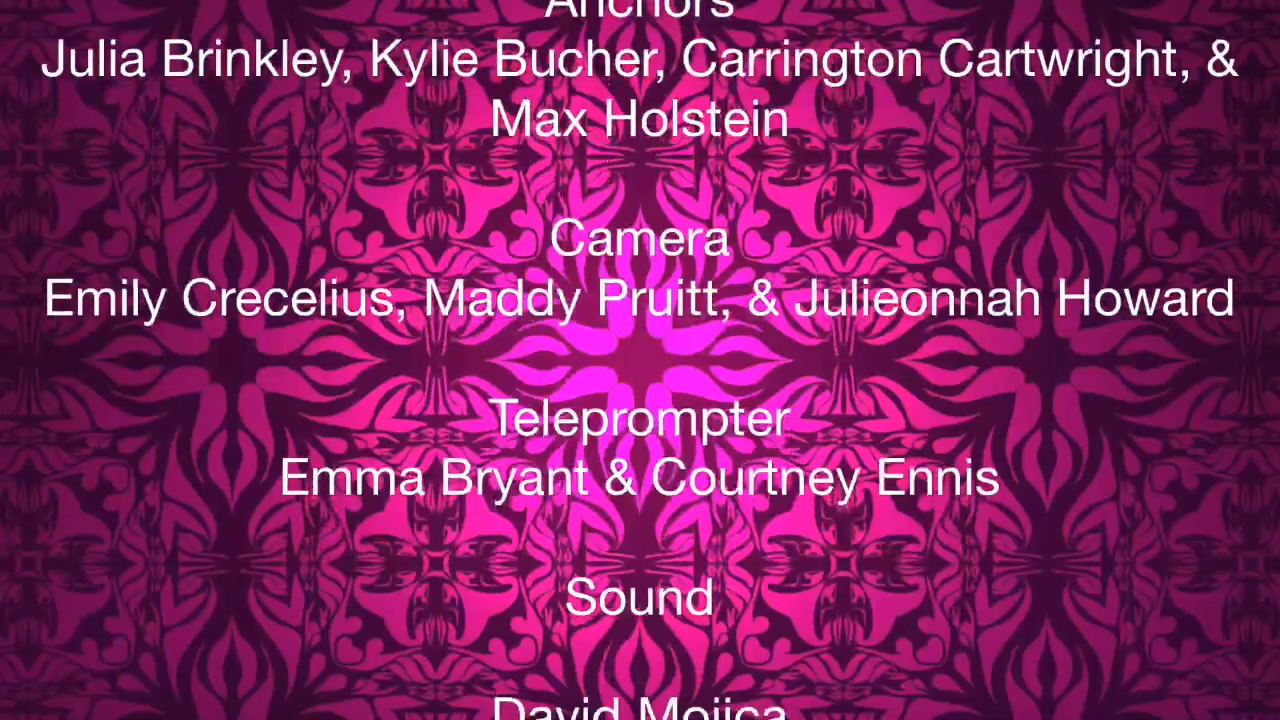 Anchors
Julia Brinkley, Kylie Bucher, Carrington Cartwright, &
Max Holstein
Camera
Emily Crecelius, Maddy Pruitt, & Julieonnah Howard
Teleprompter
Emma Bryant & Courtney Ennis
Sound
David Mojica